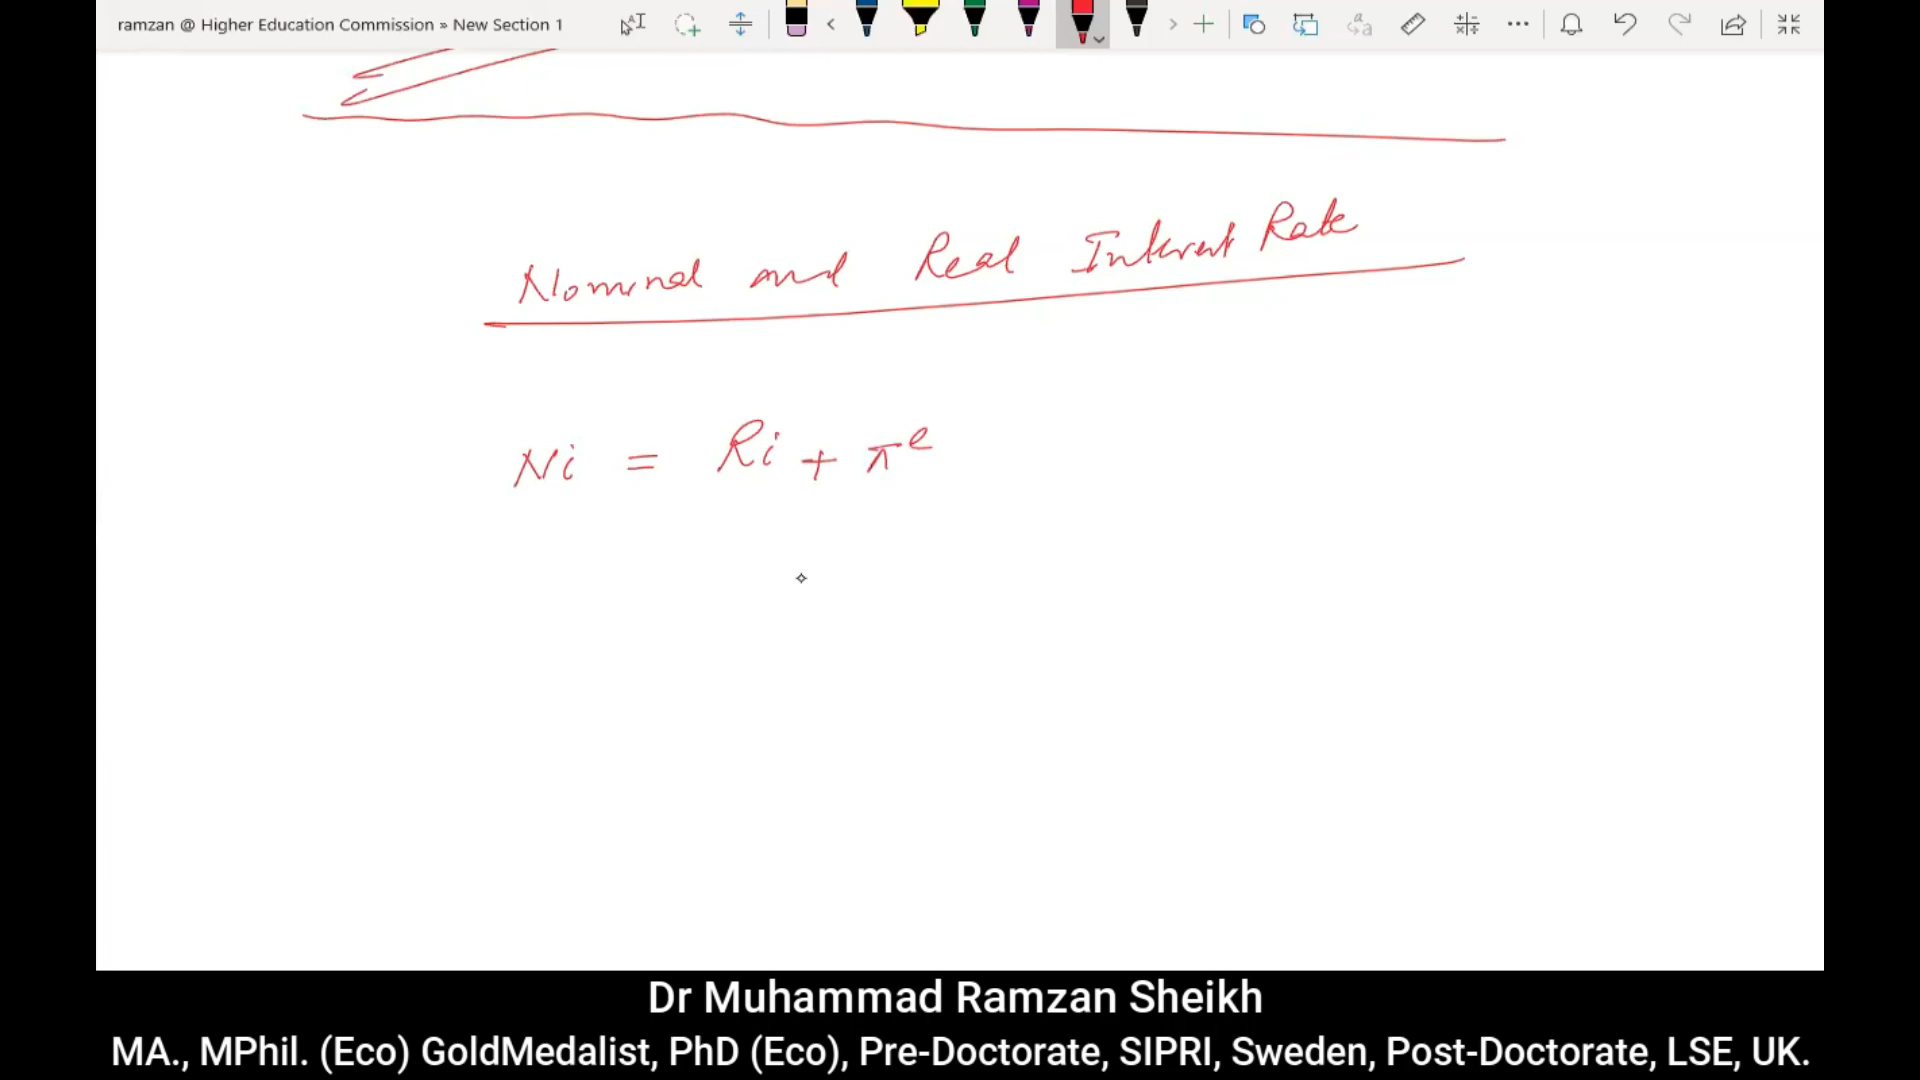 ramzan @ Higher Education Commission » New Section 1
Nominal and Real Interest Rate
Ni = Ri + π^e
Dr Muhammad Ramzan Sheikh
MA., MPhil. (Eco) GoldMedalist, PhD (Eco), Pre-Doctorate, SIPRI, Sweden, Post-Doctorate, LSE, UK.